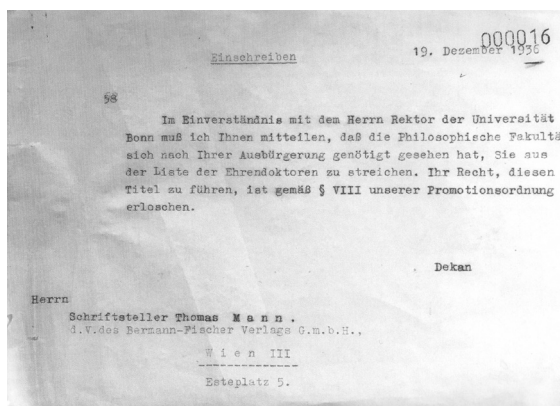 000016
Einschreiben
19. Dezember 1936
58
Im Einverständnis mit dem Herrn Rektor der Universität
Bonn muß ich Ihnen mitteilen, daß die Philosophische Fakultä
sich nach Ihrer Ausbürgerung genötigt gesehen hat, Sie aus
der Liste der Ehrendoktoren zu streichen. Ihr Recht, diesen
Titel zu führen, ist gemäß § VIII unserer Promotionsordnung
erloschen.
Dekan
Herrn
Schriftsteller Thomas M a n n .
d.V.des Bermann-Fischer Verlags G.m.b.H.,
W i e n III
Esteplatz 5.